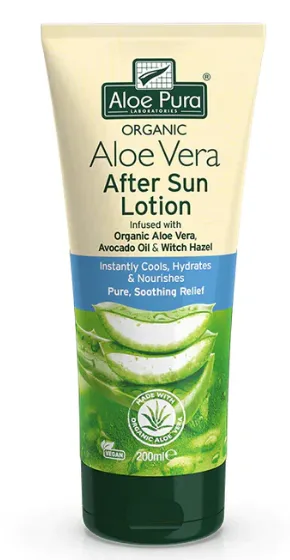 Aloe Pura
LABORATORIES
®
ORGANIC
Aloe Vera
After Sun
Lotion
Infused with
Organic Aloe Vera,
Avocado Oil & Witch Hazel
Instantly Cools, Hydrates
& Nourishes
Pure, Soothing Relief
MADE WITH
ORGANIC ALOE VERA
VEGAN
200ml℮